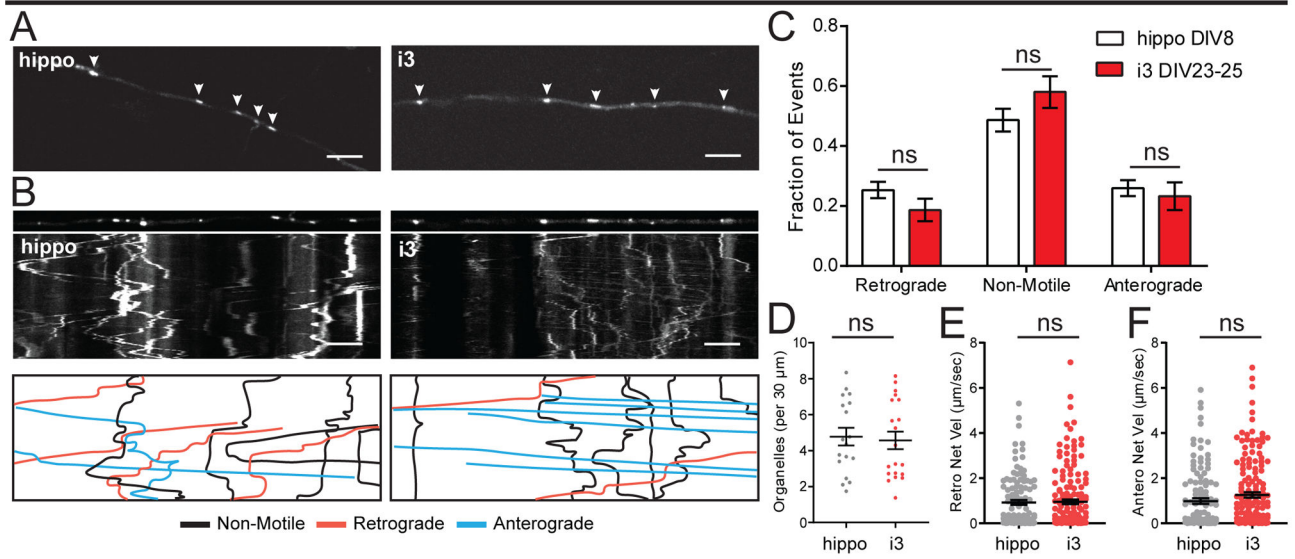 A
hippo
i3
B
hippo
i3
Non-Motile Retrograde Anterograde
C
Fraction of Events
0.8
0.6
0.4
0.2
0.0
hippo DIV8
i3 DIV23-25
ns
ns
ns
Retrograde Non-Motile Anterograde
D
Organelles (per 30 µm)
10
8
6
4
2
0
ns
hippo i3
E
Retro Net Vel (µm/sec)
8
6
4
2
0
ns
hippo i3
F
Antero Net Vel (µm/sec)
8
6
4
2
0
ns
hippo i3